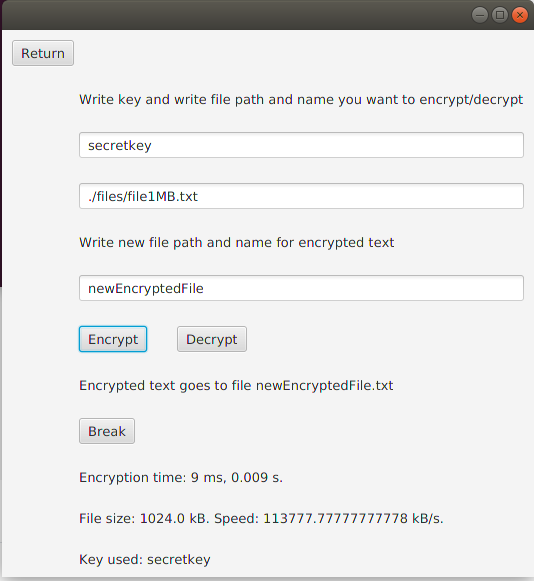 Return
Write key and write file path and name you want to encrypt/decrypt
secretkey
./files/file1MB.txt
Write new file path and name for encrypted text
newEncryptedFile
Encrypt Decrypt
Encrypted text goes to file newEncryptedFile.txt
Break
Encryption time: 9 ms, 0.009 s.
File size: 1024.0 kB. Speed: 113777.77777777778 kB/s.
Key used: secretkey